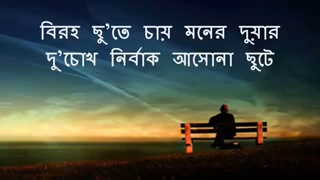 বিরহ ছু'তে চায় মনের দুয়ার
দু'চোখ নির্বাক আসোনা ছুটে